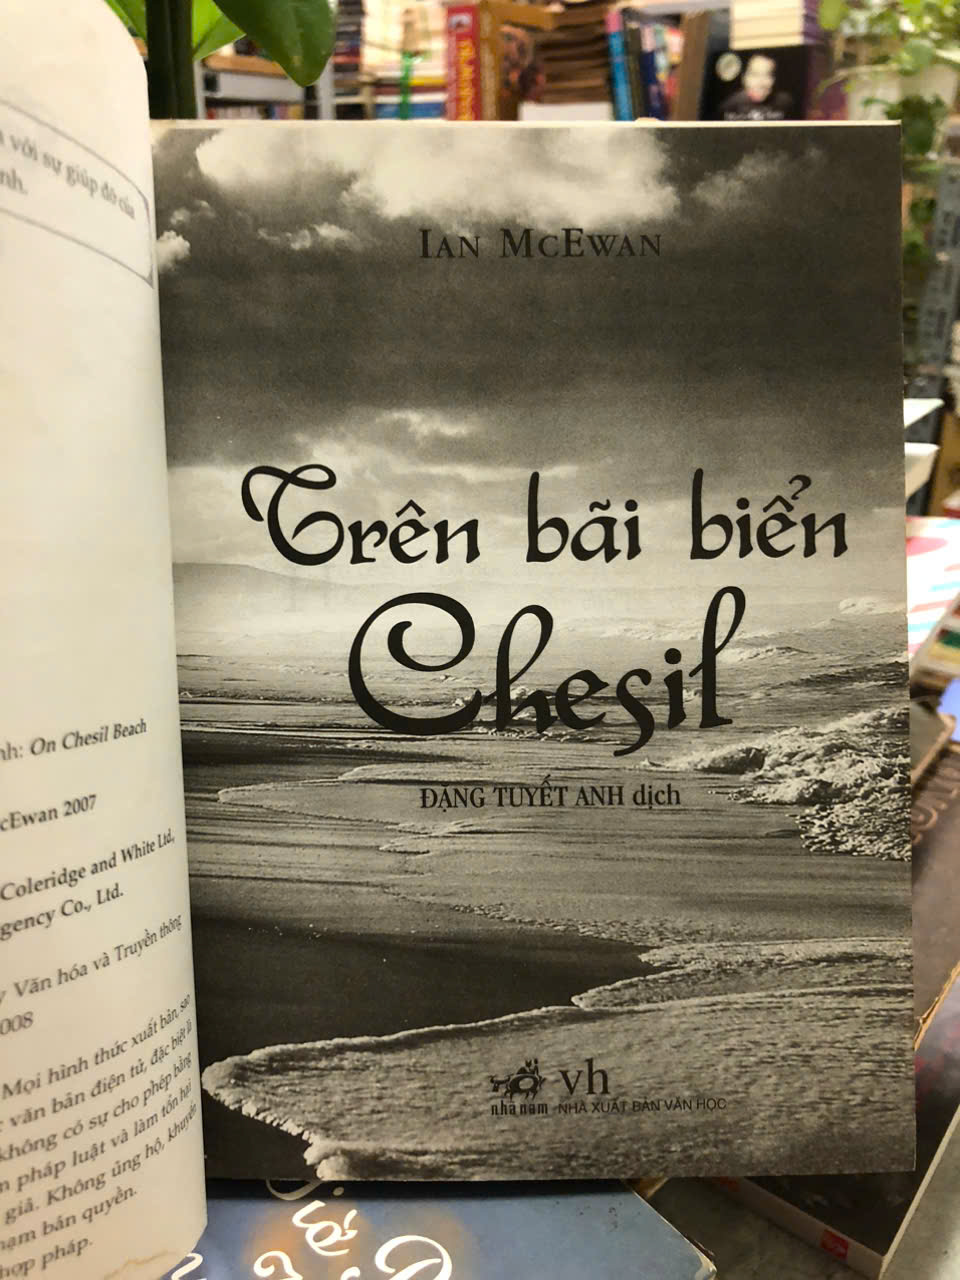 với sự giúp đỡ của
nh.
nh: On Chesil Beach
cEwan 2007
Coleridge and White Ltd,
gency Co., Ltd.
y Văn hóa và Truyền thông
008
Mọi hình thức xuất bản, sao
văn bản điện tử, đặc biệt là
không có sự cho phép bằng
m pháp luật và làm tổn hại
giả. Không ủng hộ, khuyến
hạm bản quyền.
hợp pháp.
IAN MCEWAN
Trên bãi biển
Chesil
ĐẶNG TUYẾT ANH dịch
vh
nhã nam NHÀ XUẤT BẢN VĂN HỌC